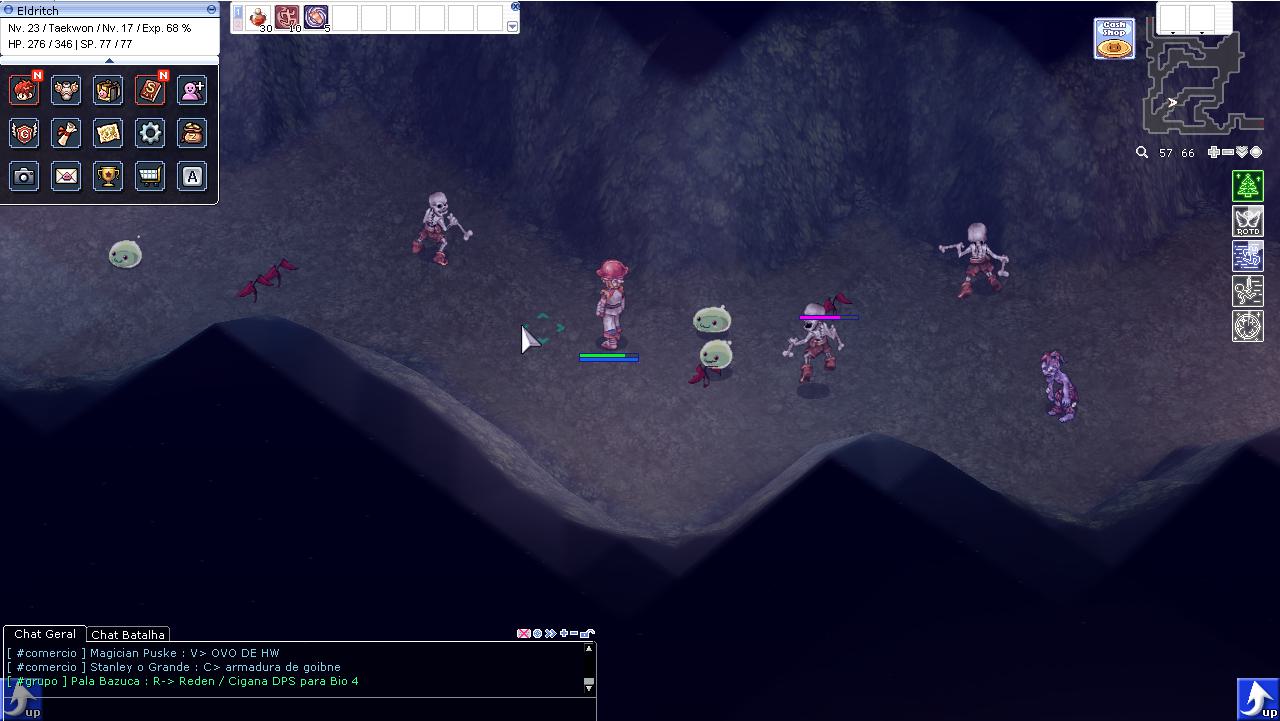 Eldritch
Nv. 23 / Taekwon / Nv. 17 / Exp. 68 %
HP. 276 / 346 | SP. 77 / 77
1
2
30
10
5
Cash Shop
57 66
N
N
S
G
Z
A
ROTD
Chat Geral
Chat Batalha
[ #comercio ] Magician Puske : V> OVO DE HW
[ #comercio ] Stanley o Grande : C> armadura de goibne
[ #grupo ] Pala Bazuca : R-> Reden / Cigana DPS para Bio 4
up
up